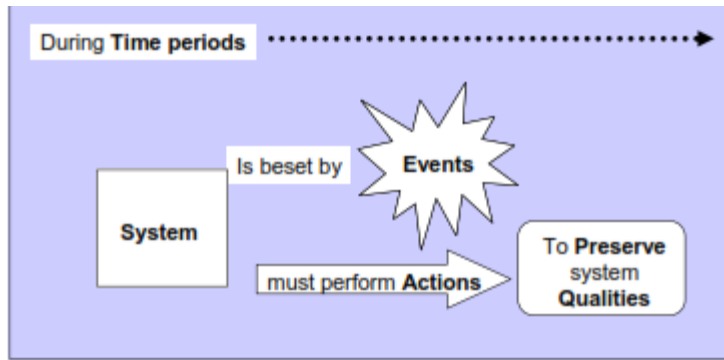 During Time periods
Is beset by
Events
System
must perform Actions
To Preserve
system
Qualities